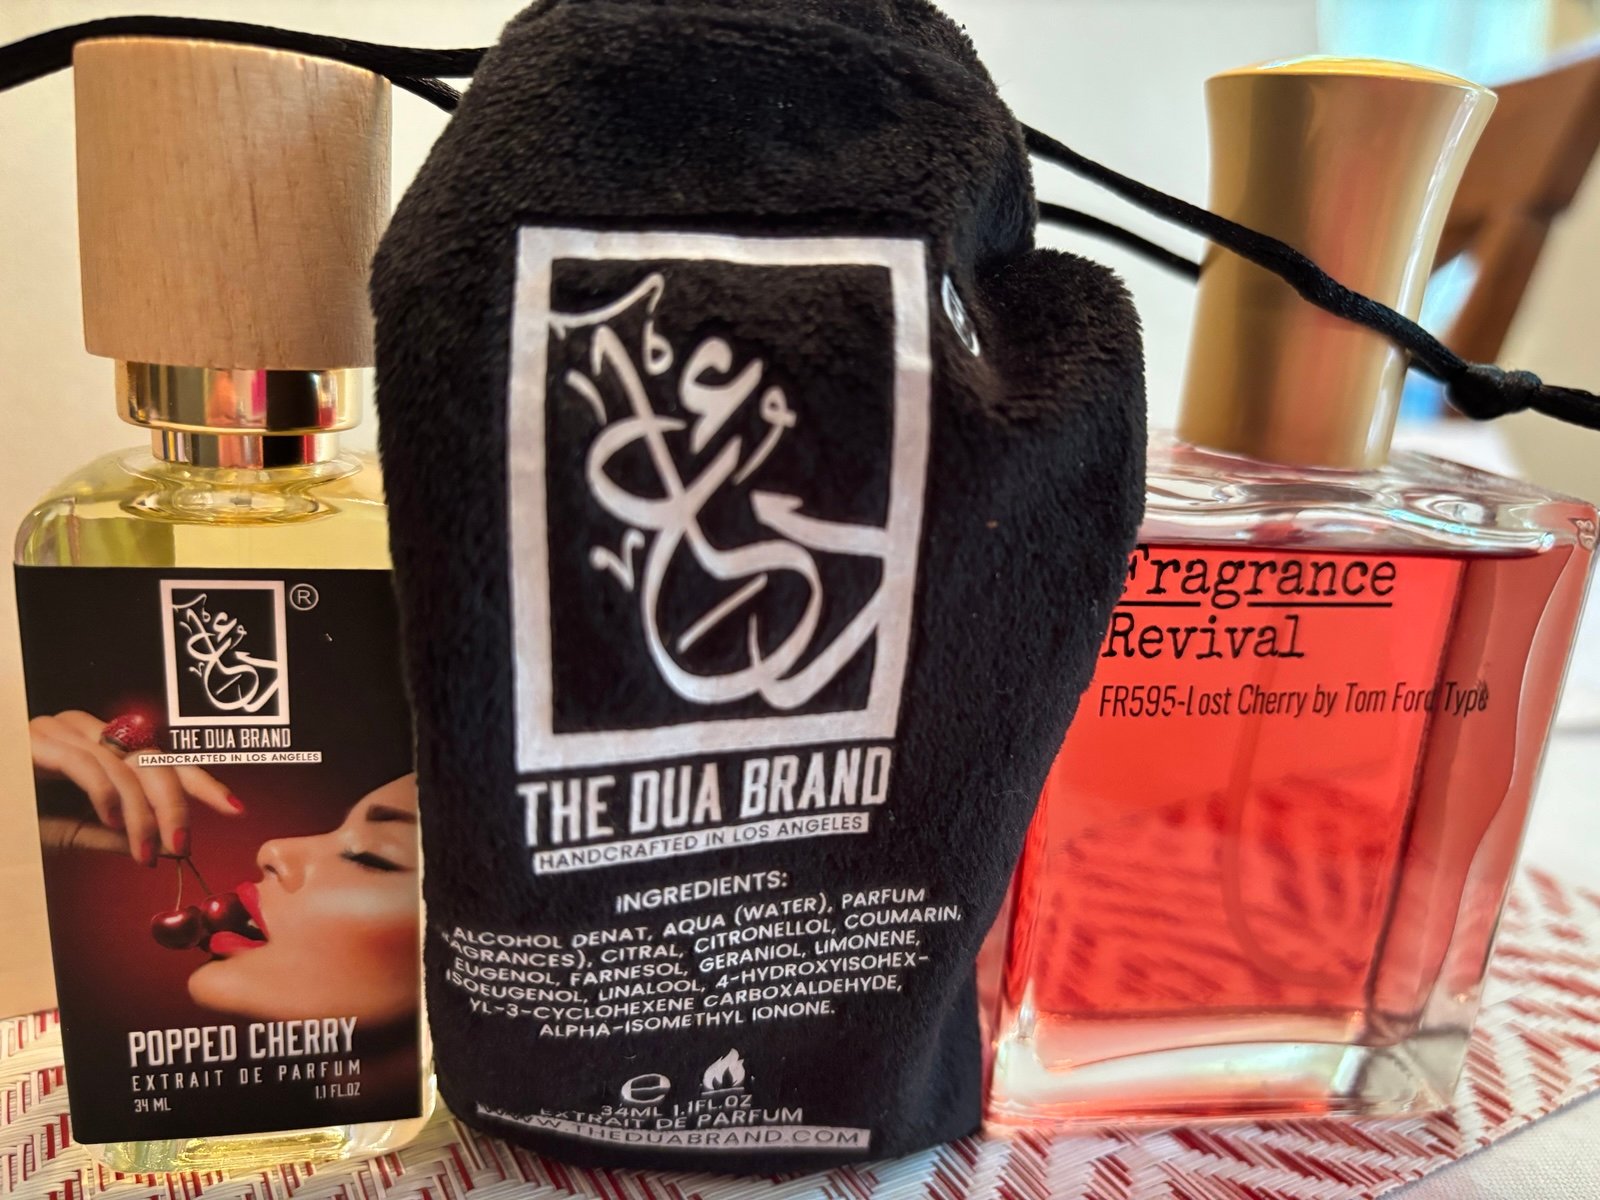 ®
THE DUA BRAND
HANDCRAFTED IN LOS ANGELES
POPPED CHERRY
EXTRAIT DE PARFUM
34 ML 1.1 FL.OZ
THE DUA BRAND
HANDCRAFTED IN LOS ANGELES
INGREDIENTS:
ALCOHOL DENAT, AQUA (WATER), PARFUM
AGRANCES), CITRAL, CITRONELLOL, COUMARIN,
EUGENOL, FARNESOL, GERANIOL, LIMONENE,
ISOEUGENOL, LINALOOL, 4-HYDROXYISOHEX-
YL-3-CYCLOHEXENE CARBOXALDEHYDE,
ALPHA-ISOMETHYL IONONE.
e
34ML 1.1FL.OZ
EXTRAIT DE PARFUM
WWW.THEDUABRAND.COM
Fragrance
Revival
FR595-Lost Cherry by Tom Ford Type